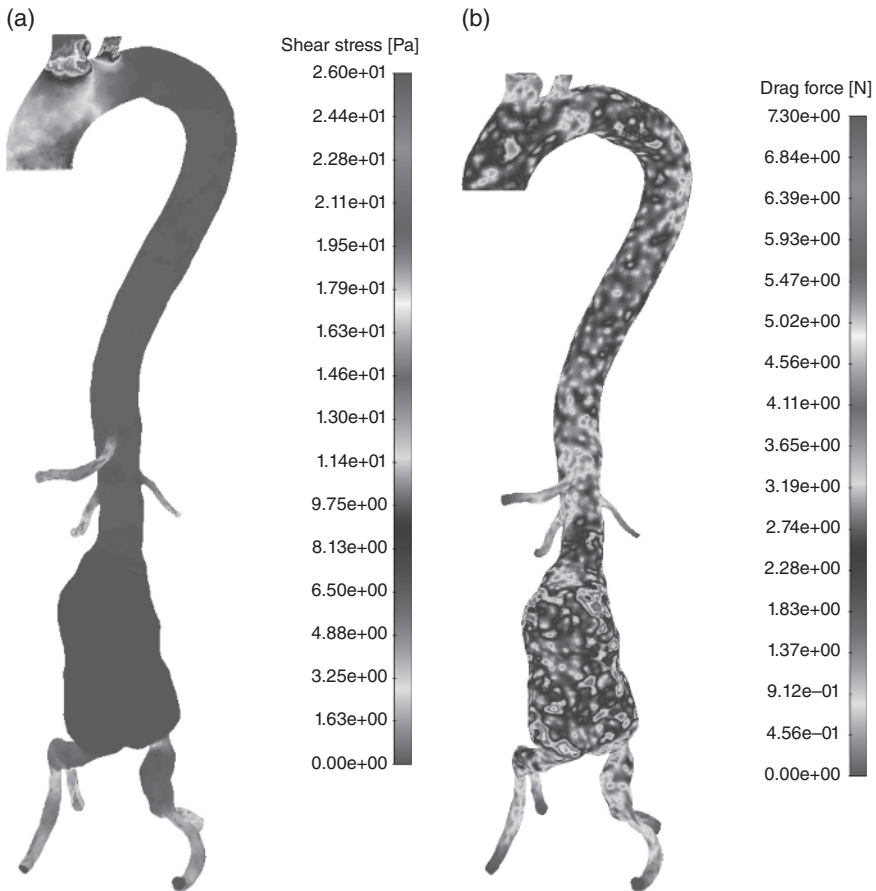 (a)
Shear stress [Pa]
2.60e+01
2.44e+01
2.28e+01
2.11e+01
1.95e+01
1.79e+01
1.63e+01
1.46e+01
1.30e+01
1.14e+01
9.75e+00
8.13e+00
6.50e+00
4.88e+00
3.25e+00
1.63e+00
0.00e+00
(b)
Drag force [N]
7.30e+00
6.84e+00
6.39e+00
5.93e+00
5.47e+00
5.02e+00
4.56e+00
4.11e+00
3.65e+00
3.19e+00
2.74e+00
2.28e+00
1.83e+00
1.37e+00
9.12e–01
4.56e–01
0.00e+00